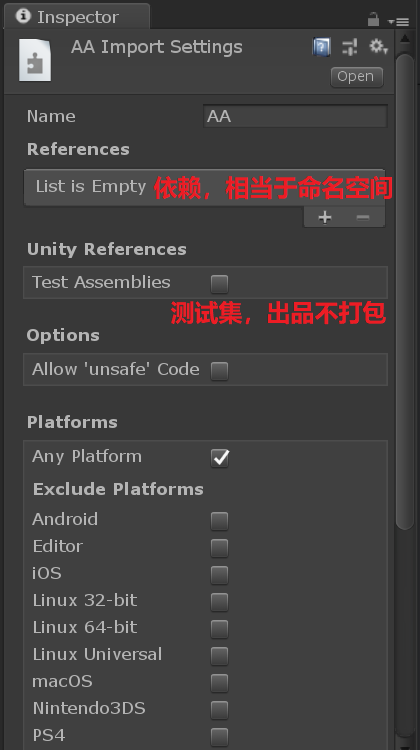 Inspector
AA Import Settings
Open
Name AA
References
List is Empty 依赖，相当于命名空间
Unity References
Test Assemblies
测试集，出品不打包
Options
Allow 'unsafe' Code
Platforms
Any Platform
Exclude Platforms
Android
Editor
iOS
Linux 32-bit
Linux 64-bit
Linux Universal
macOS
Nintendo3DS
PS4